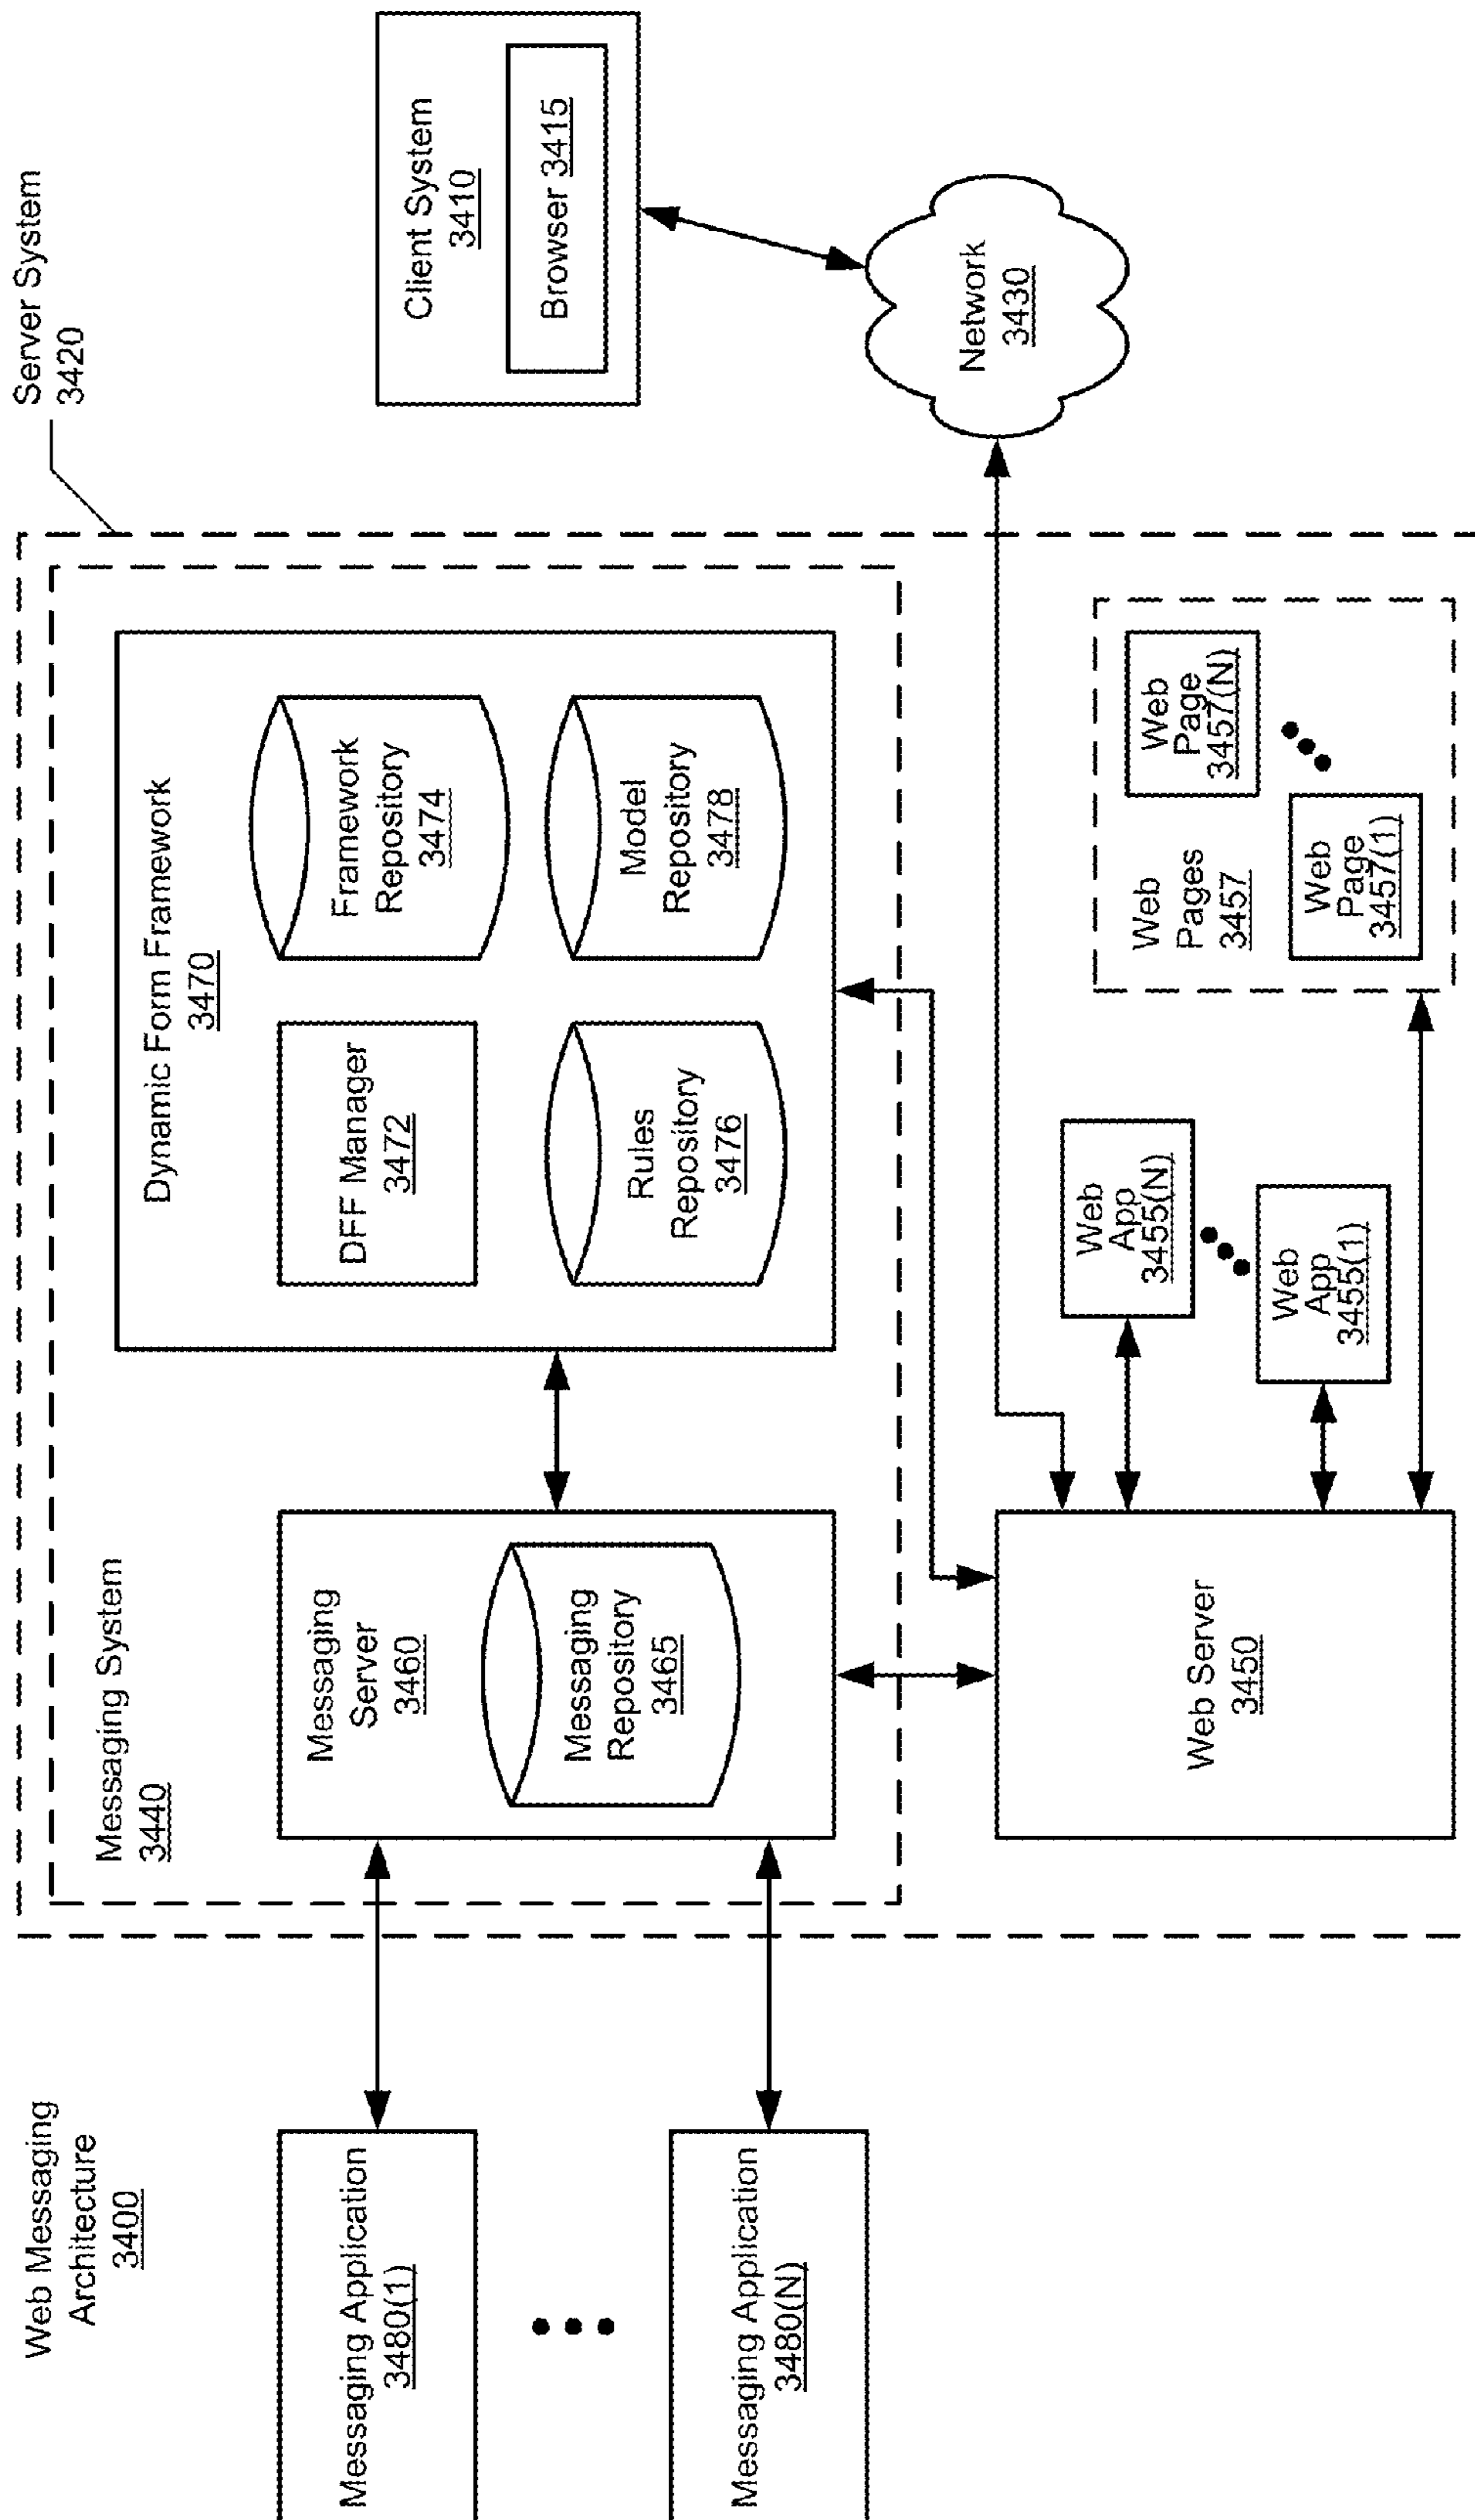 Web Messaging
Architecture
3400
Server System
3420
Messaging System
3440
Messaging Application
3480(1)
Messaging Application
3480(N)
Messaging
Server
3460
Messaging
Repository
3465
Dynamic Form Framework
3470
DFF Manager
3472
Framework
Repository
3474
Rules
Repository
3476
Model
Repository
3478
Client System
3410
Browser 3415
Network
3430
Web Server
3450
Web
App
3455(N)
Web
App
3455(1)
Web
Pages
3457
Web
Page
3457(N)
Web
Page
3457(1)